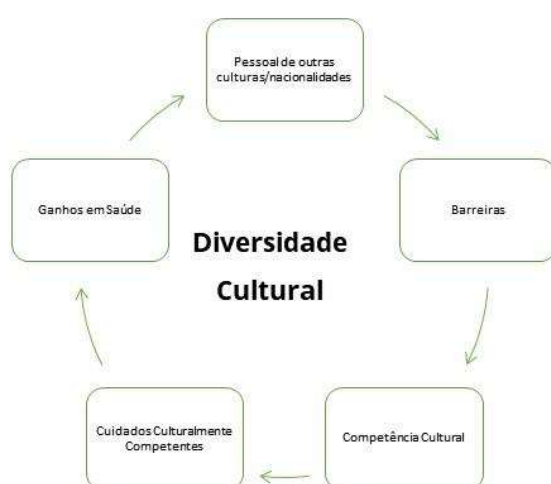 Pessoal de outras
culturas/nacionalidades
Ganhos em Saúde
Barreiras
Diversidade
Cultural
Cuidados Culturalmente
Competentes
Competência Cultural